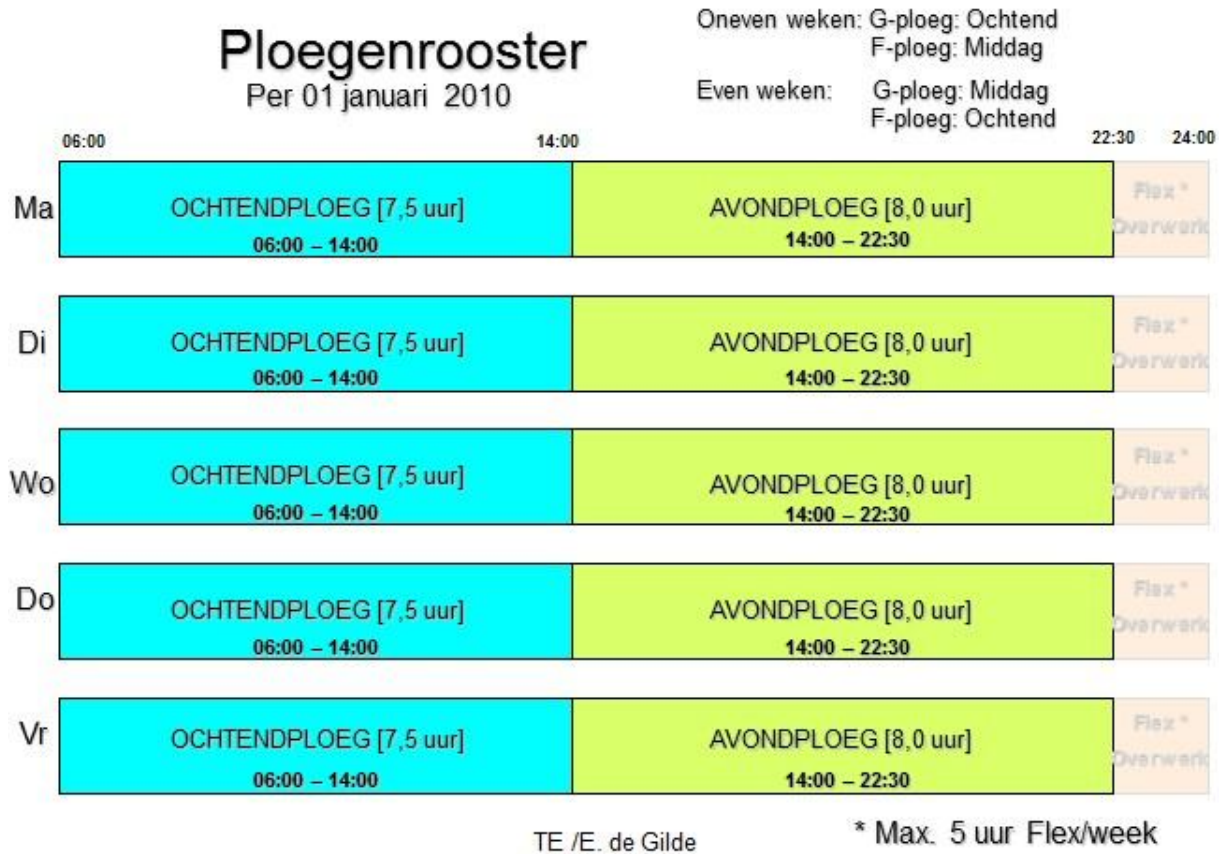 Ploegenrooster
Per 01 januari 2010
Oneven weken: G-ploeg: Ochtend
F-ploeg: Middag
Even weken: G-ploeg: Middag
F-ploeg: Ochtend
06:00 14:00 22:30 24:00
Ma
OCHTENDPLOEG [7,5 uur]
06:00 – 14:00
AVONDPLOEG [8,0 uur]
14:00 – 22:30
Flex *
Overwerk
Di
OCHTENDPLOEG [7,5 uur]
06:00 – 14:00
AVONDPLOEG [8,0 uur]
14:00 – 22:30
Flex *
Overwerk
Wo
OCHTENDPLOEG [7,5 uur]
06:00 – 14:00
AVONDPLOEG [8,0 uur]
14:00 – 22:30
Flex *
Overwerk
Do
OCHTENDPLOEG [7,5 uur]
06:00 – 14:00
AVONDPLOEG [8,0 uur]
14:00 – 22:30
Flex *
Overwerk
Vr
OCHTENDPLOEG [7,5 uur]
06:00 – 14:00
AVONDPLOEG [8,0 uur]
14:00 – 22:30
Flex *
Overwerk
TE /E. de Gilde
* Max. 5 uur Flex/week